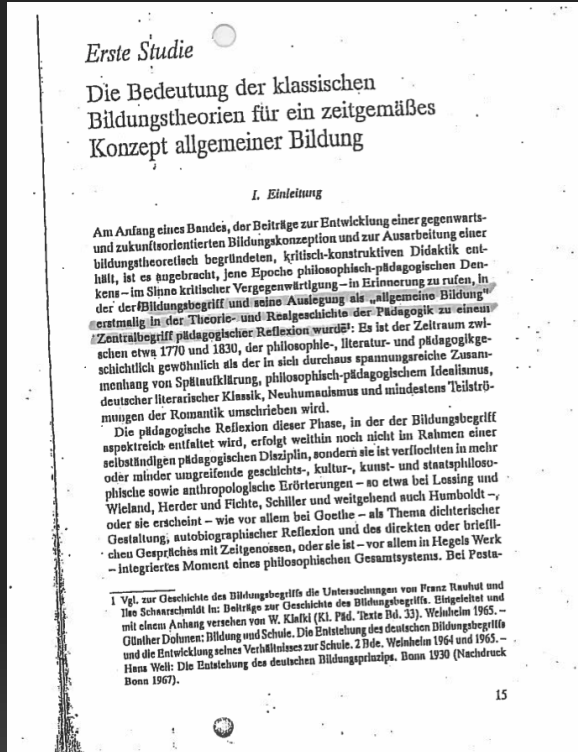 Erste Studie
Die Bedeutung der klassischen
Bildungstheorien für ein zeitgemäßes
Konzept allgemeiner Bildung
I. Einleitung
Am Anfang eines Bandes, der Beiträge zur Entwicklung einer gegenwarts-
und zukunftsorientierten Bildungskonzeption und zur Ausarbeitung einer
bildungstheoretisch begründeten, kritisch-konstruktiven Didaktik ent-
hält, ist es angebracht, jene Epoche philosophisch-pädagogischen Den-
kens – im Sinne kritischer Vergegenwärtigung – in Erinnerung zu rufen, in
der der Bildungsbegriff und seine Auslegung als „allgemeine Bildung"
erstmalig in der Theorie- und Realgeschichte der Pädagogik zu einem
Zentralbegriff pädagogischer Reflexion wurde¹: Es ist der Zeitraum zwi-
schen etwa 1770 und 1830, der philosophie-, literatur- und pädagogikge-
schichtlich gewöhnlich als der in sich durchaus spannungsreiche Zusam-
menhang von Spätaufklärung, philosophisch-pädagogischem Idealismus,
deutscher literarischer Klassik, Neuhumanismus und mindestens Teilströ-
mungen der Romantik umschrieben wird.
Die pädagogische Reflexion dieser Phase, in der der Bildungsbegriff
aspektreich entfaltet wird, erfolgt weithin noch nicht im Rahmen einer
selbständigen pädagogischen Disziplin, sondern sie ist verflochten in mehr
oder minder umgreifende geschichts-, kultur-, kunst- und staatsphiloso-
phische sowie anthropologische Erörterungen – so etwa bei Lessing und
Wieland, Herder und Fichte, Schiller und weitgehend auch Humboldt –,
oder sie erscheint – wie vor allem bei Goethe – als Thema dichterischer
Gestaltung, autobiographischer Reflexion und des direkten oder briefli-
chen Gespräches mit Zeitgenossen, oder sie ist – vor allem in Hegels Werk
– integriertes Moment eines philosophischen Gesamtsystems. Bei Pesta-
1 Vgl. zur Geschichte des Bildungsbegriffs die Untersuchungen von Franz Rauhut und
Ilse Schaarschmidt in: Beiträge zur Geschichte des Bildungsbegriffs. Eingeleitet und
mit einem Anhang versehen von W. Klafki (Kl. Päd. Texte Bd. 33). Weinheim 1965. –
Günther Dohmen: Bildung und Schule. Die Entstehung des deutschen Bildungsbegriffs
und die Entwicklung seines Verhältnisses zur Schule. 2 Bde. Weinheim 1964 und 1965. –
Hans Weil: Die Entstehung des deutschen Bildungsprinzips. Bonn 1930 (Nachdruck
Bonn 1967).
15